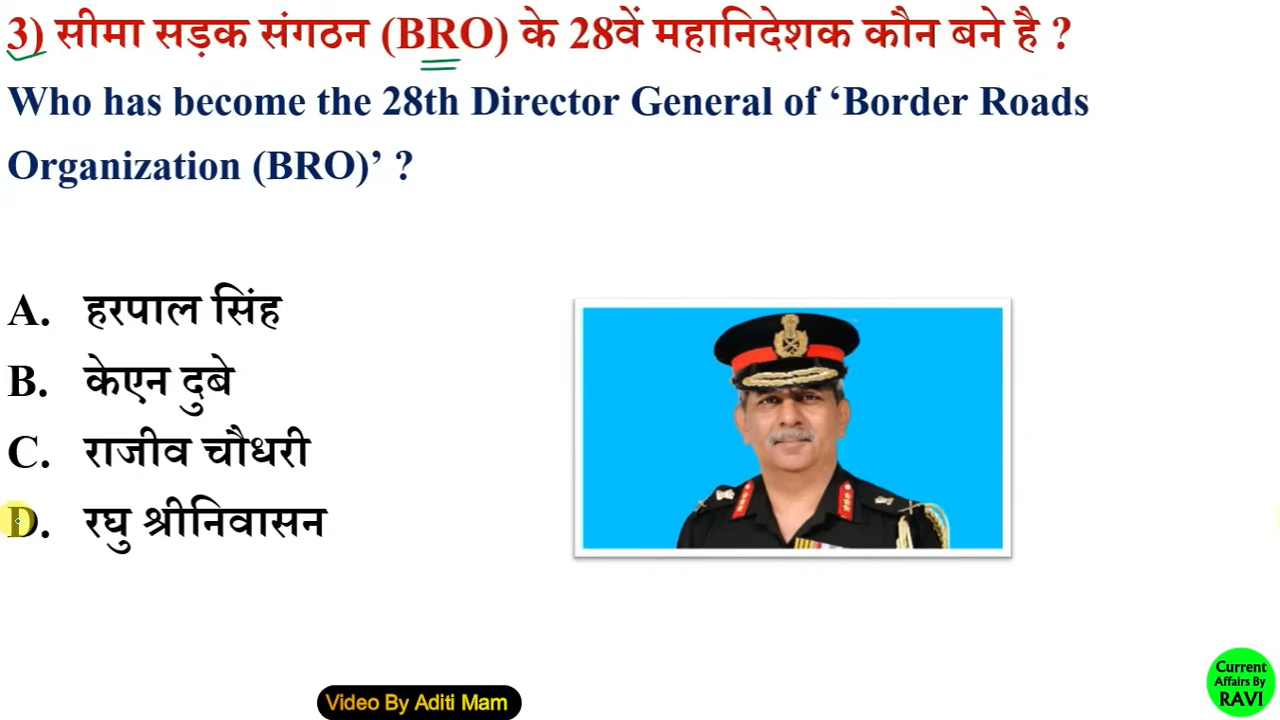 3) सीमा सड़क संगठन (BRO) के 28वें महानिदेशक कौन बने है ?
Who has become the 28th Director General of ‘Border Roads
Organization (BRO)’ ?
A. हरपाल सिंह
B. केएन दुबे
C. राजीव चौधरी
D. रघु श्रीनिवासन
Video By Aditi Mam
Current
Affairs By
RAVI